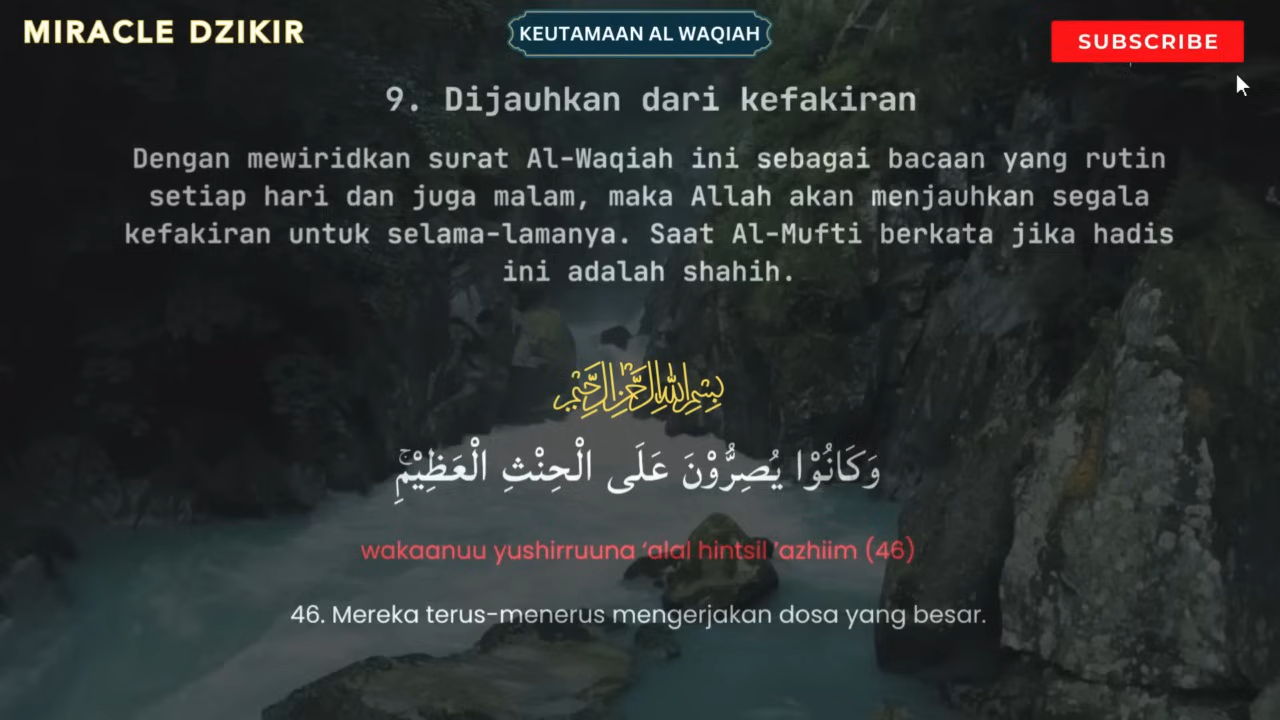 MIRACLE DZIKIR
KEUTAMAAN AL WAQIAH
SUBSCRIBE
9. Dijauhkan dari kefakiran
Dengan mewiridkan surat Al-Waqiah ini sebagai bacaan yang rutin
setiap hari dan juga malam, maka Allah akan menjauhkan segala
kefakiran untuk selama-lamanya. Saat Al-Mufti berkata jika hadis
ini adalah shahih.
بِسْمِ اللهِ الرَّحْمٰنِ الرَّحِيْمِ
وَكَانُوْا يُصِرُّوْنَ عَلَى الْحِنْثِ الْعَظِيْمِۚ
wakaanuu yushirruuna ‘alal hintsil ’azhiim (46)
46. Mereka terus-menerus mengerjakan dosa yang besar.